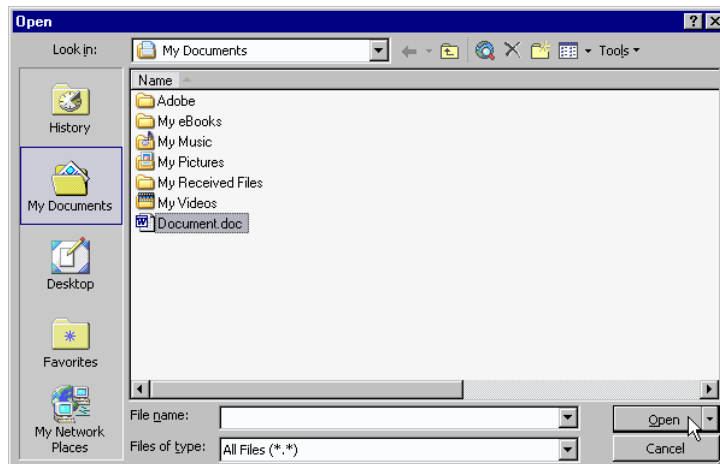 Open
Look in:
My Documents
Tools
Name
Adobe
My eBooks
My Music
My Pictures
My Received Files
My Videos
Document.doc
History
My Documents
Desktop
Favorites
My Network
Places
File name:
Files of type:
All Files (*.*)
Open
Cancel